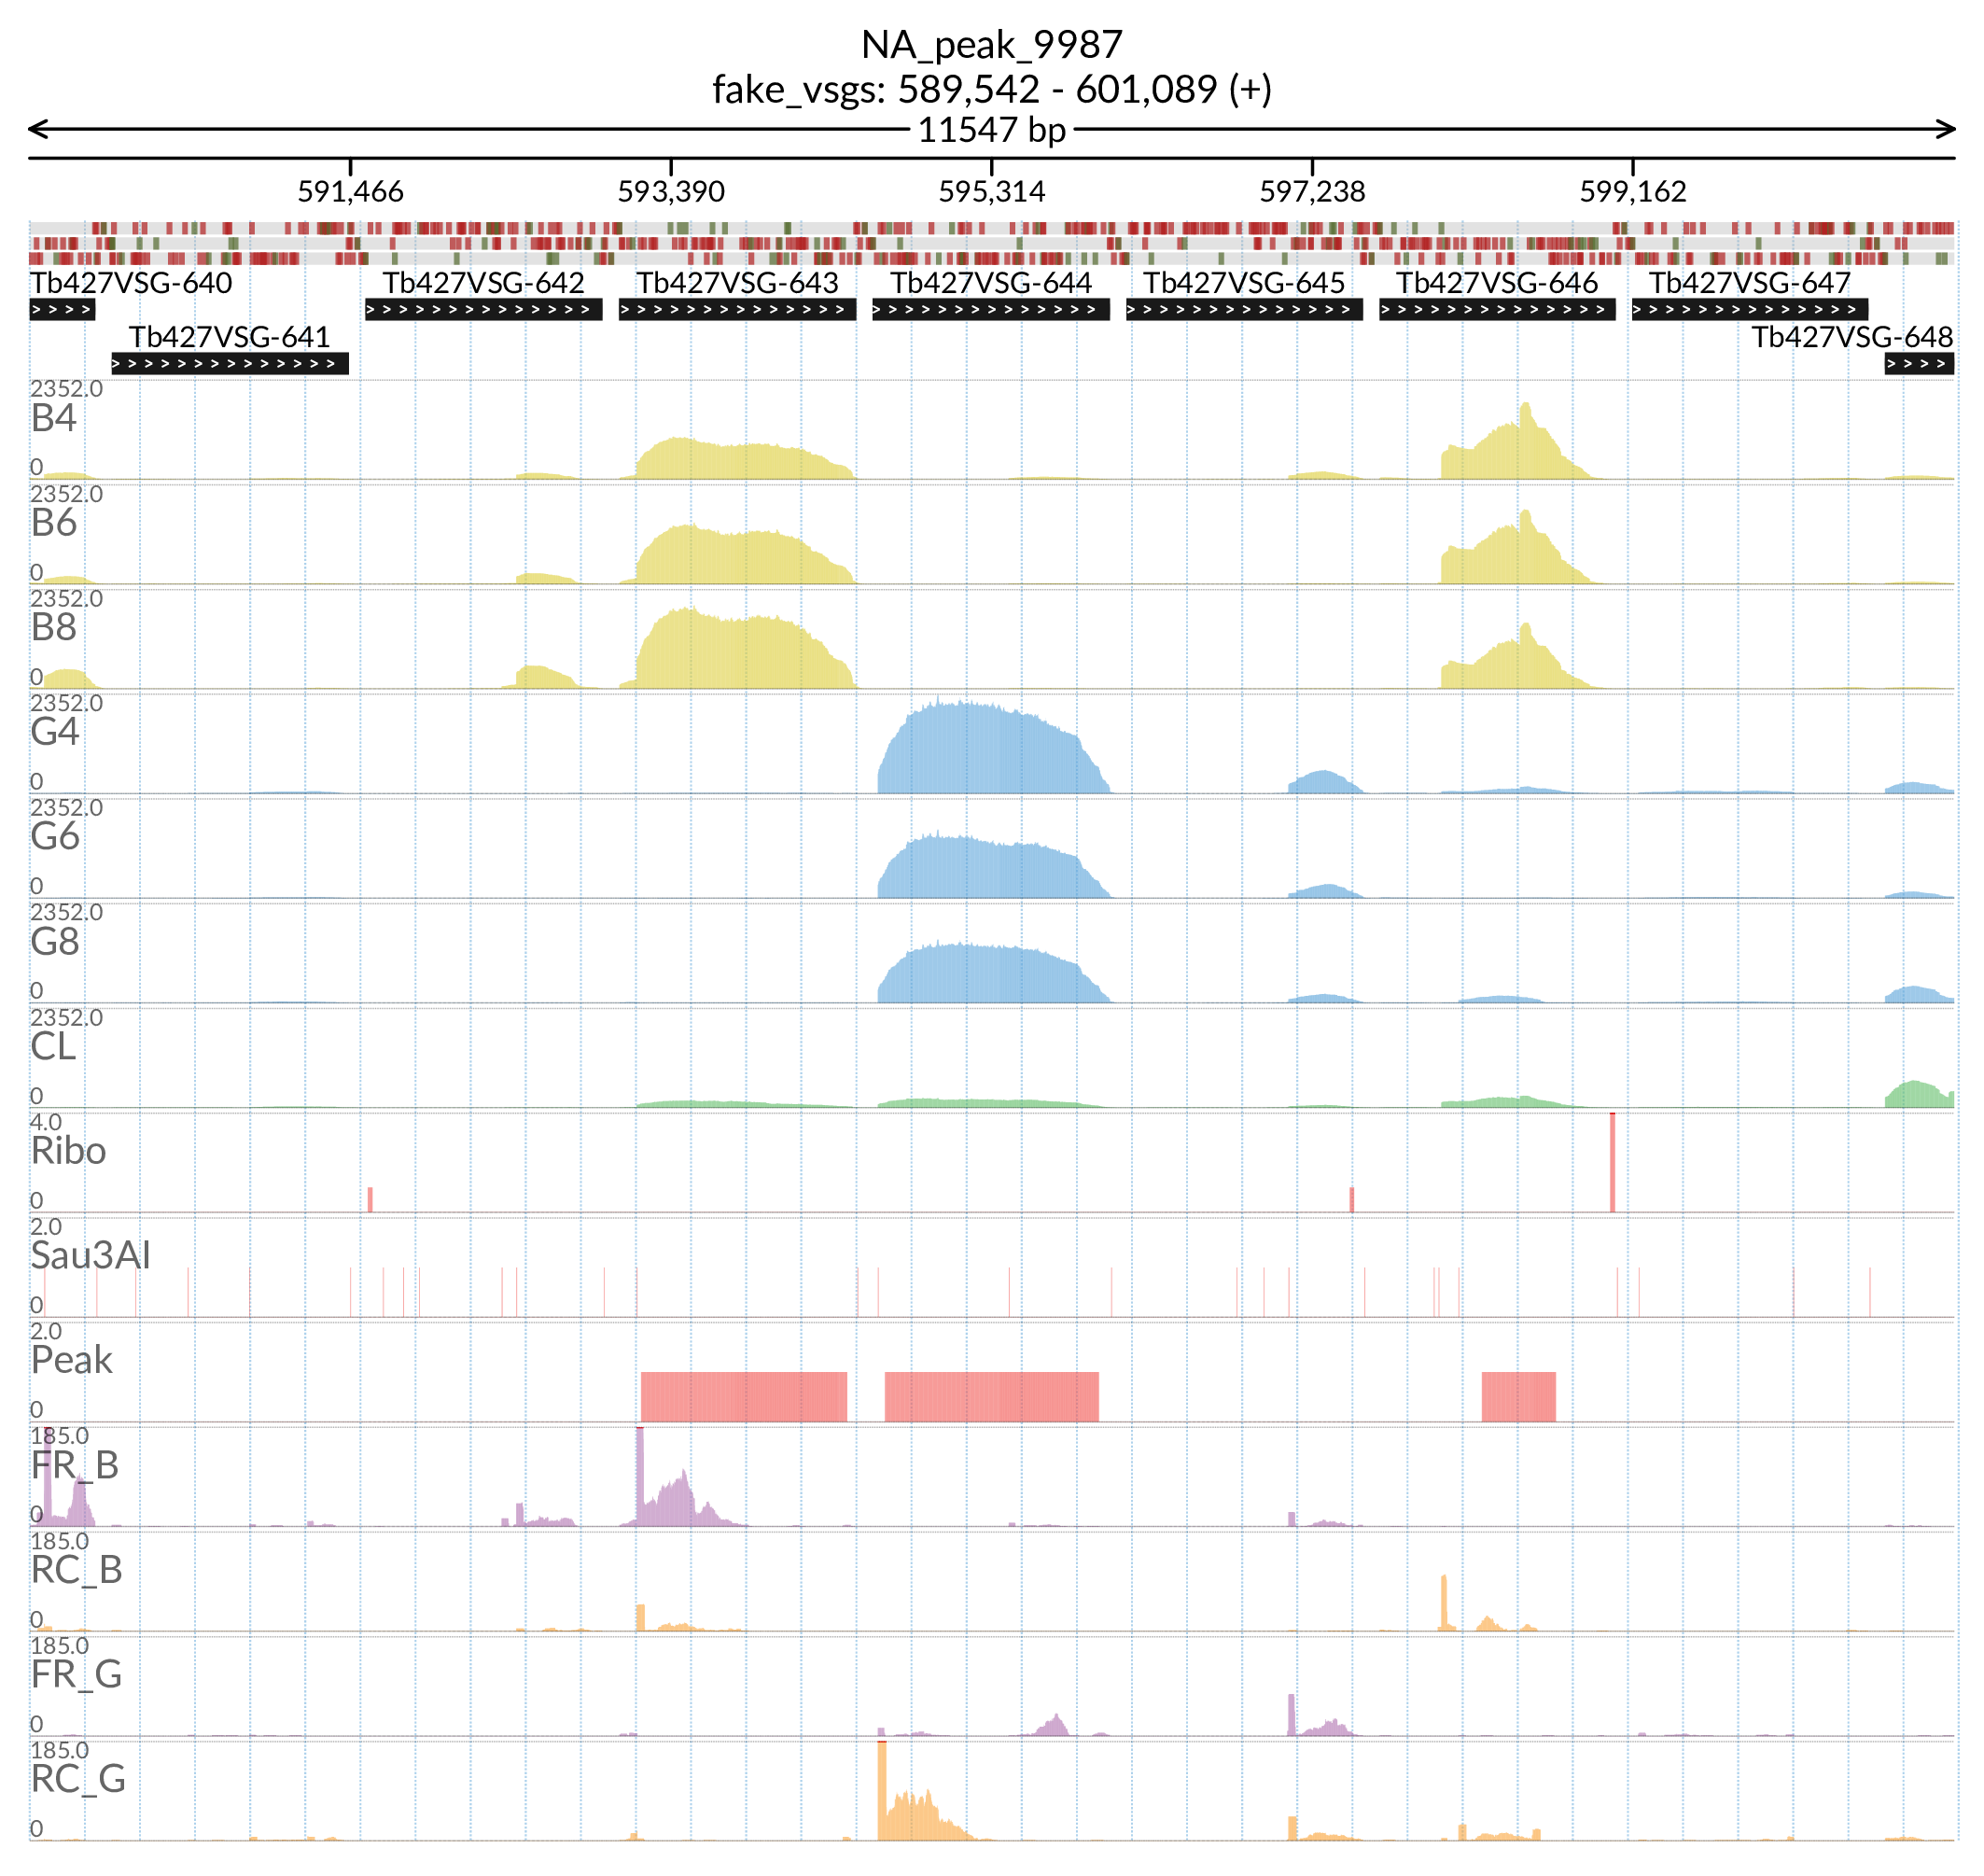 NA_peak_9987
fake_vsgs: 589,542 - 601,089 (+)
11547 bp
591,466 593,390 595,314 597,238 599,162
Tb427VSG-640 Tb427VSG-642 Tb427VSG-643 Tb427VSG-644 Tb427VSG-645 Tb427VSG-646 Tb427VSG-647
Tb427VSG-641 Tb427VSG-648
2352.0
B4
0
2352.0
B6
0
2352.0
B8
0
2352.0
G4
0
2352.0
G6
0
2352.0
G8
0
2352.0
CL
0
4.0
Ribo
0
2.0
Sau3AI
0
2.0
Peak
0
185.0
FR_B
0
185.0
RC_B
0
185.0
FR_G
0
185.0
RC_G
0